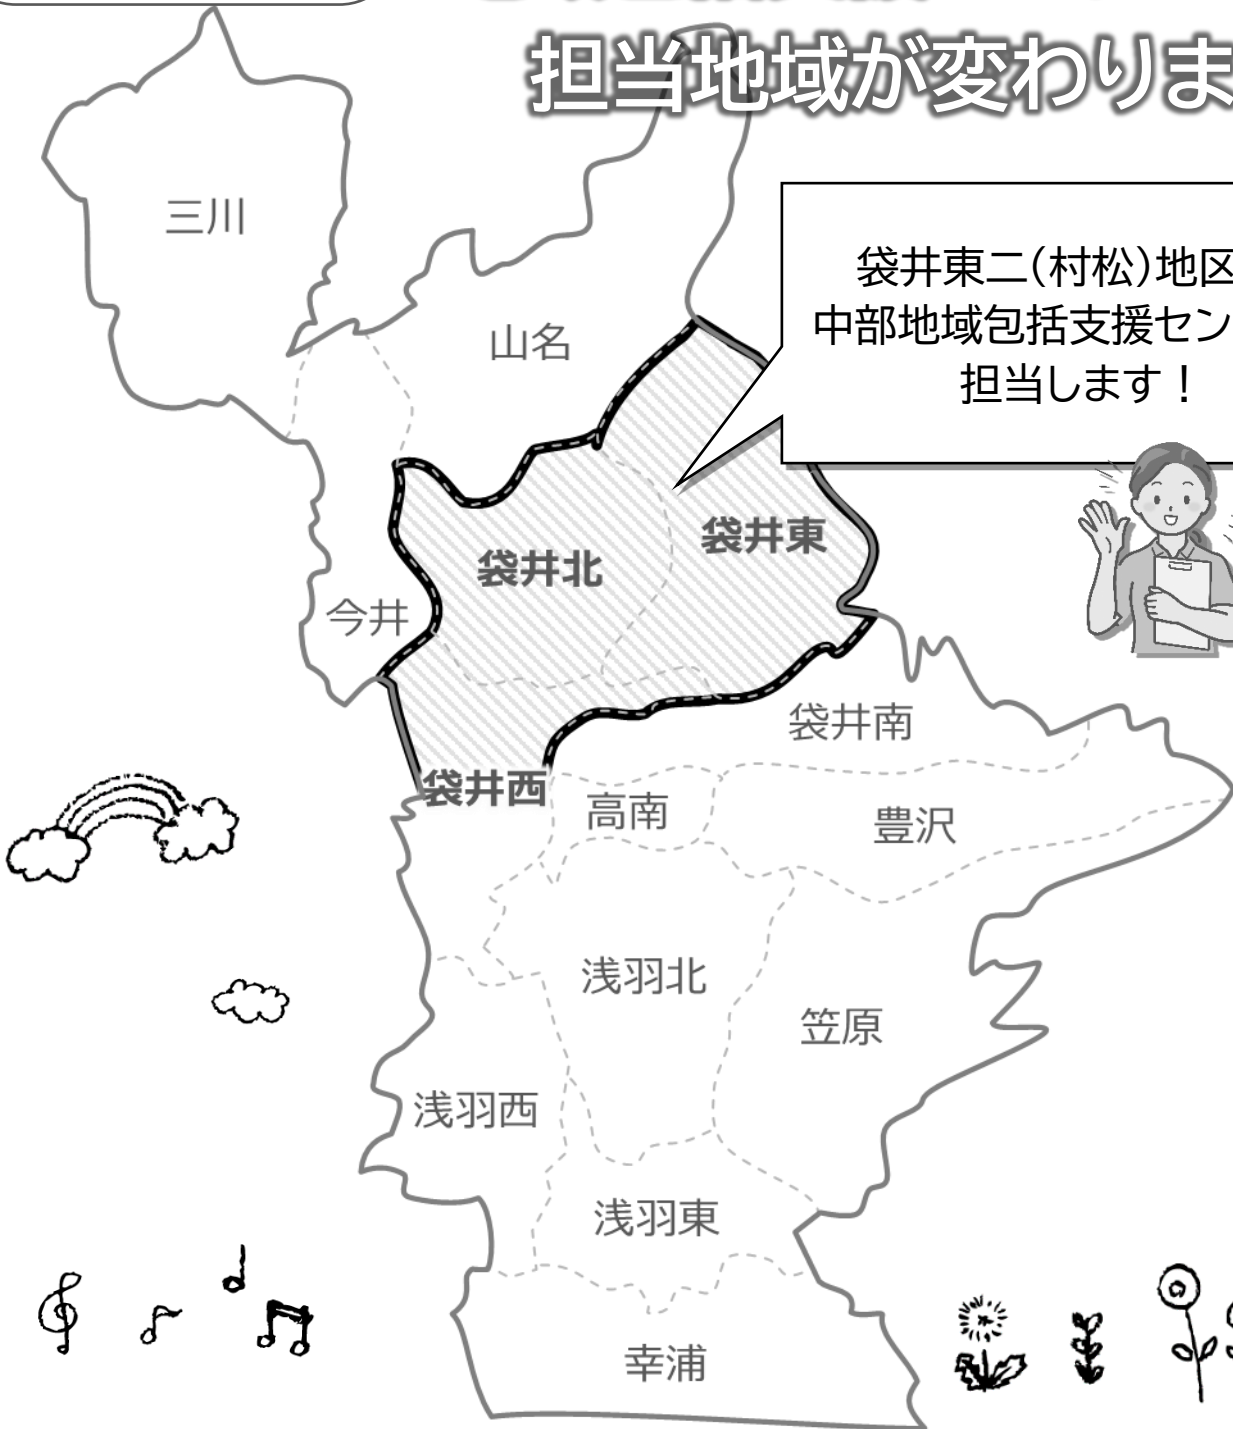 担当地域が変わりま
三川
袋井東二(村松)地区
中部地域包括支援セン
担当します！
山名
袋井東
袋井北
今井
袋井南
袋井西
高南
豊沢
浅羽北
笠原
浅羽西
浅羽東
幸浦